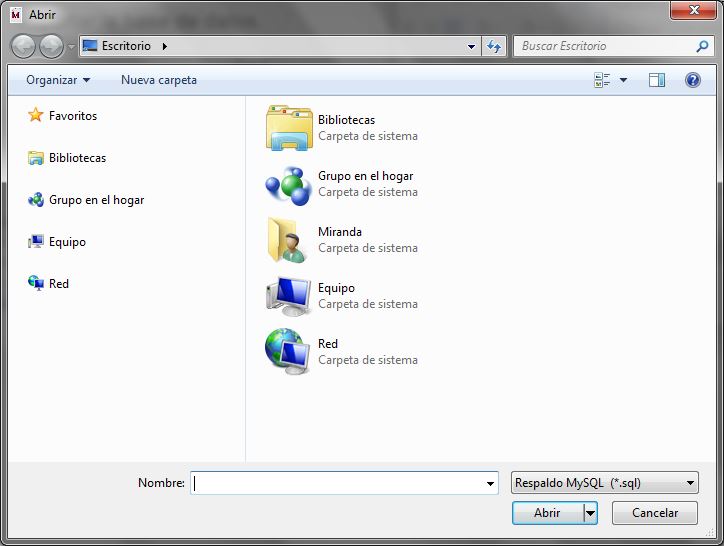 Abrir
Escritorio
Buscar Escritorio
Organizar
Nueva carpeta
Favoritos
Bibliotecas
Grupo en el hogar
Equipo
Red
Bibliotecas
Carpeta de sistema
Grupo en el hogar
Carpeta de sistema
Miranda
Carpeta de sistema
Equipo
Carpeta de sistema
Red
Carpeta de sistema
Nombre:
Respaldo MySQL (*.sql)
Abrir
Cancelar